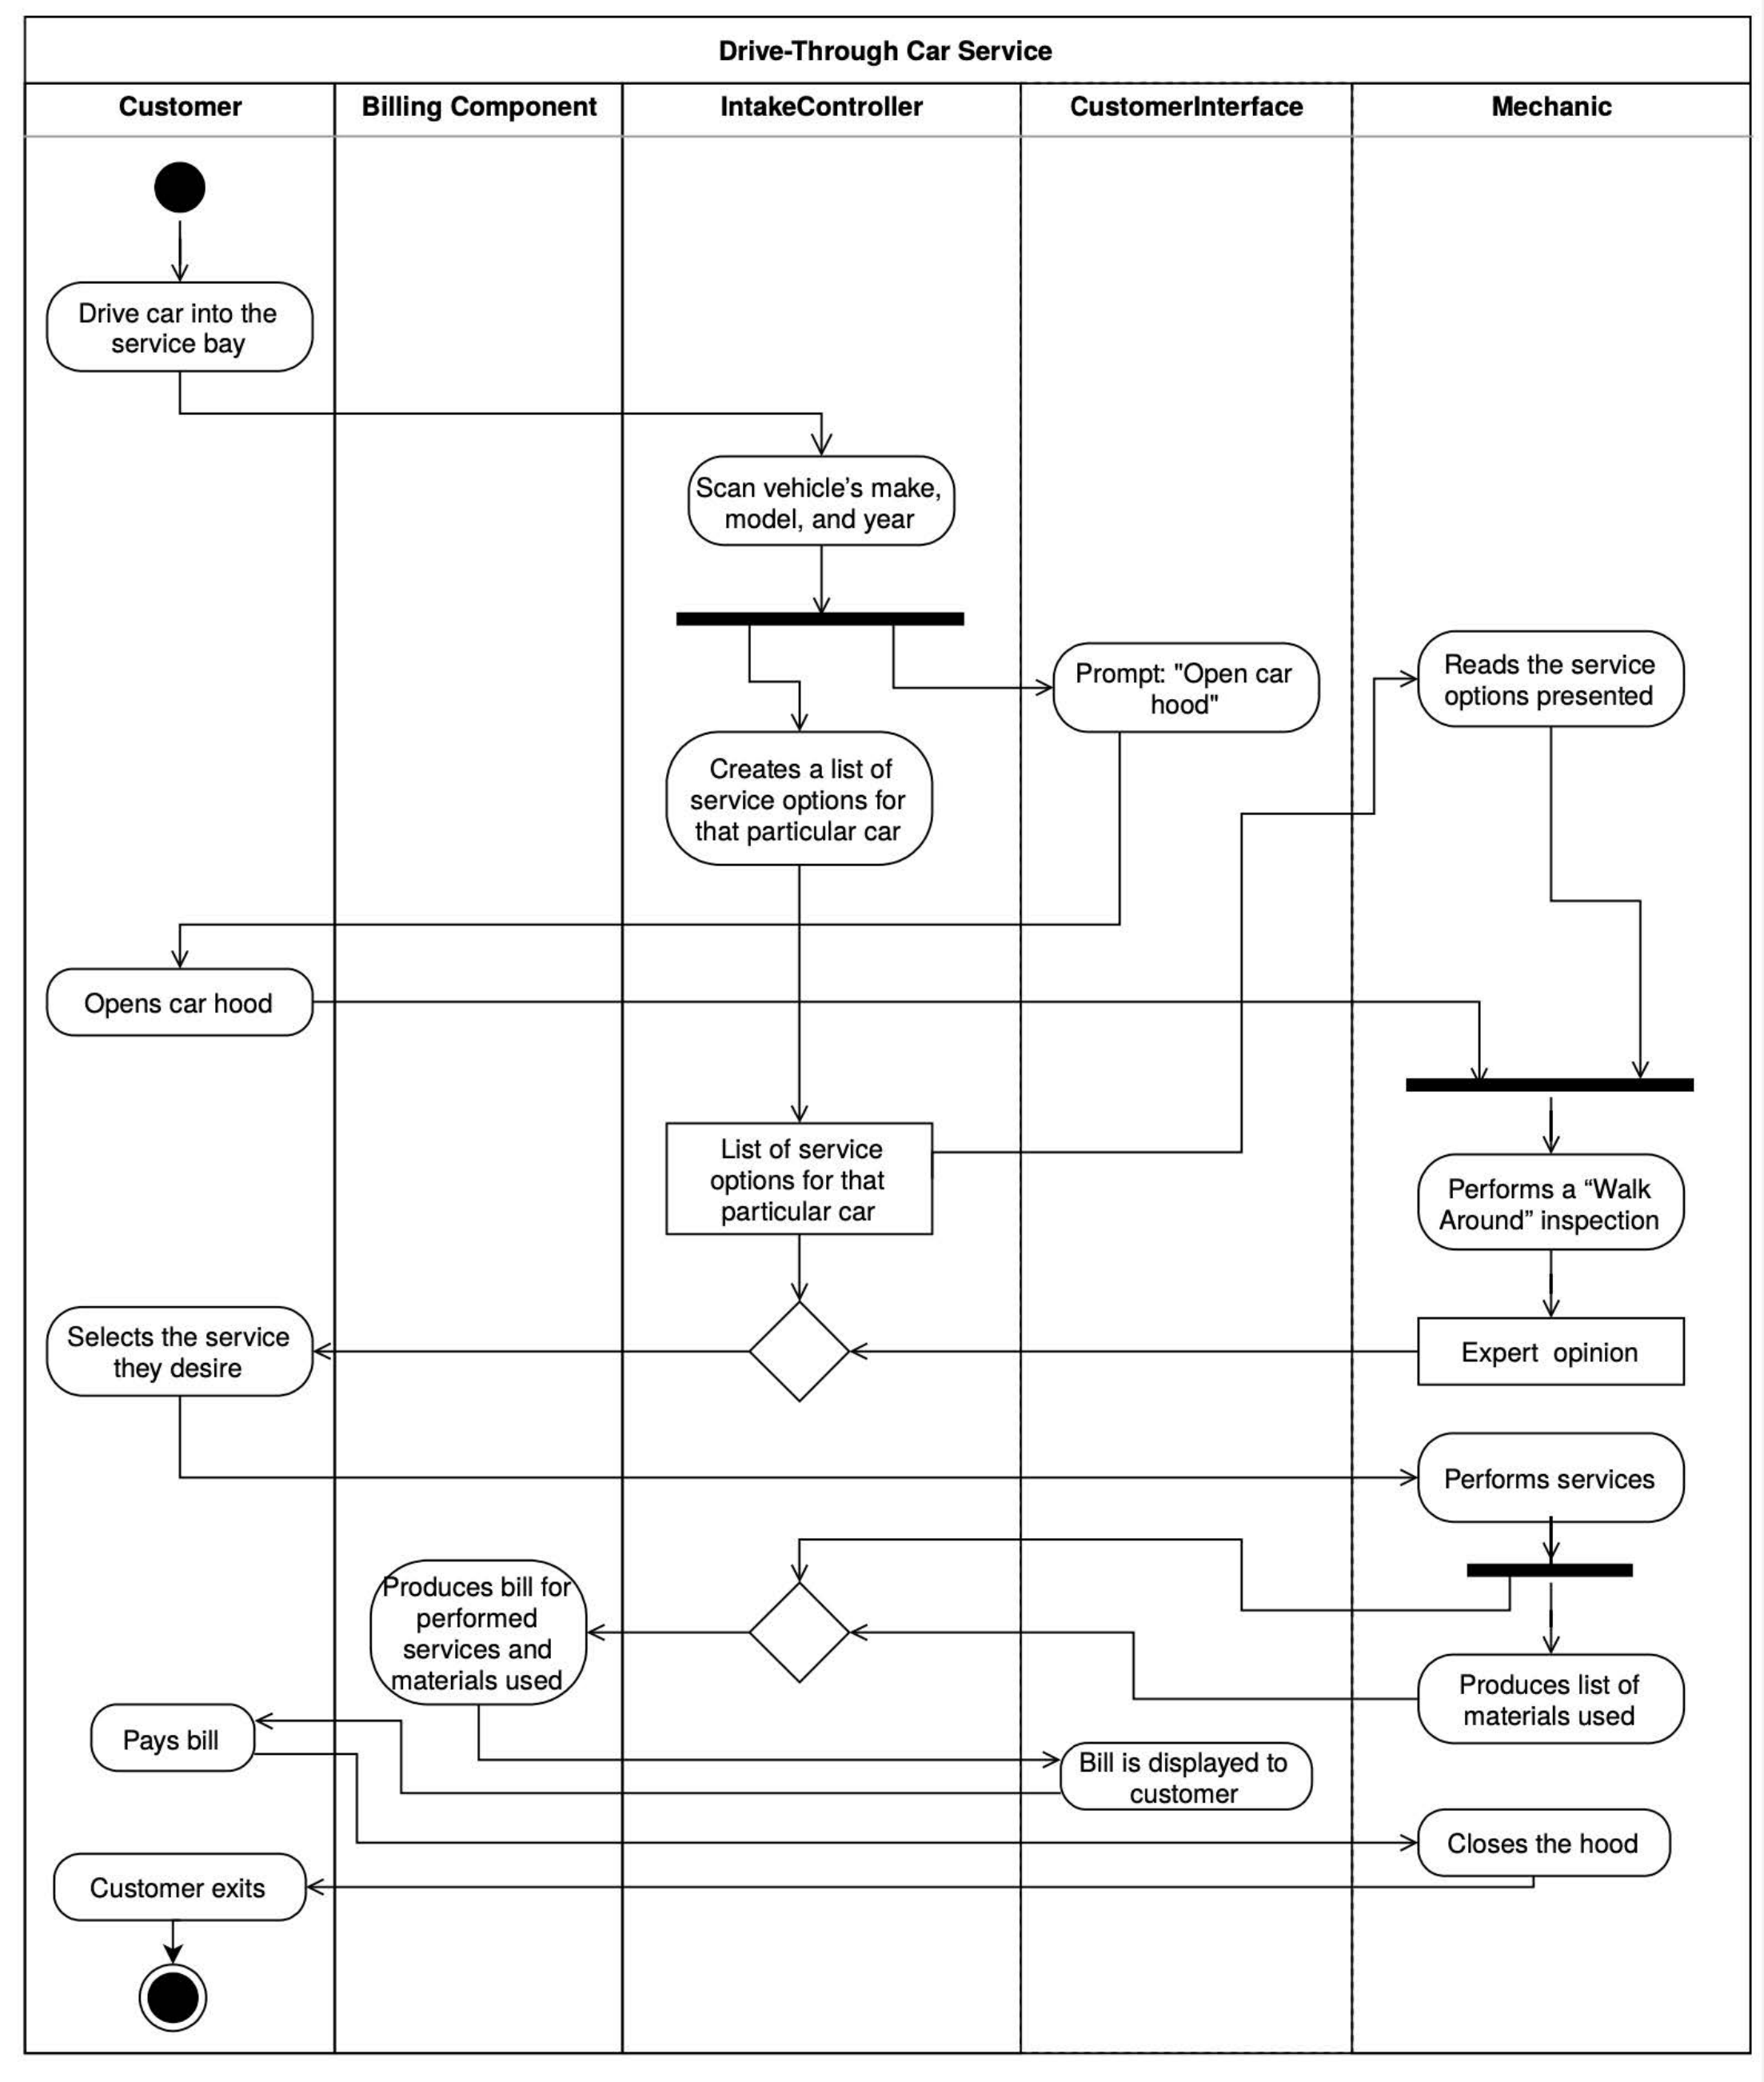 Drive-Through Car Service
Customer
Billing Component
IntakeController
CustomerInterface
Mechanic
Drive car into the
service bay
Scan vehicle’s make,
model, and year
Prompt: "Open car
hood"
Reads the service
options presented
Creates a list of
service options for
that particular car
Opens car hood
List of service
options for that
particular car
Performs a “Walk
Around” inspection
Selects the service
they desire
Expert  opinion
Performs services
Produces bill for
performed
services and
materials used
Produces list of
materials used
Pays bill
Bill is displayed to
customer
Closes the hood
Customer exits